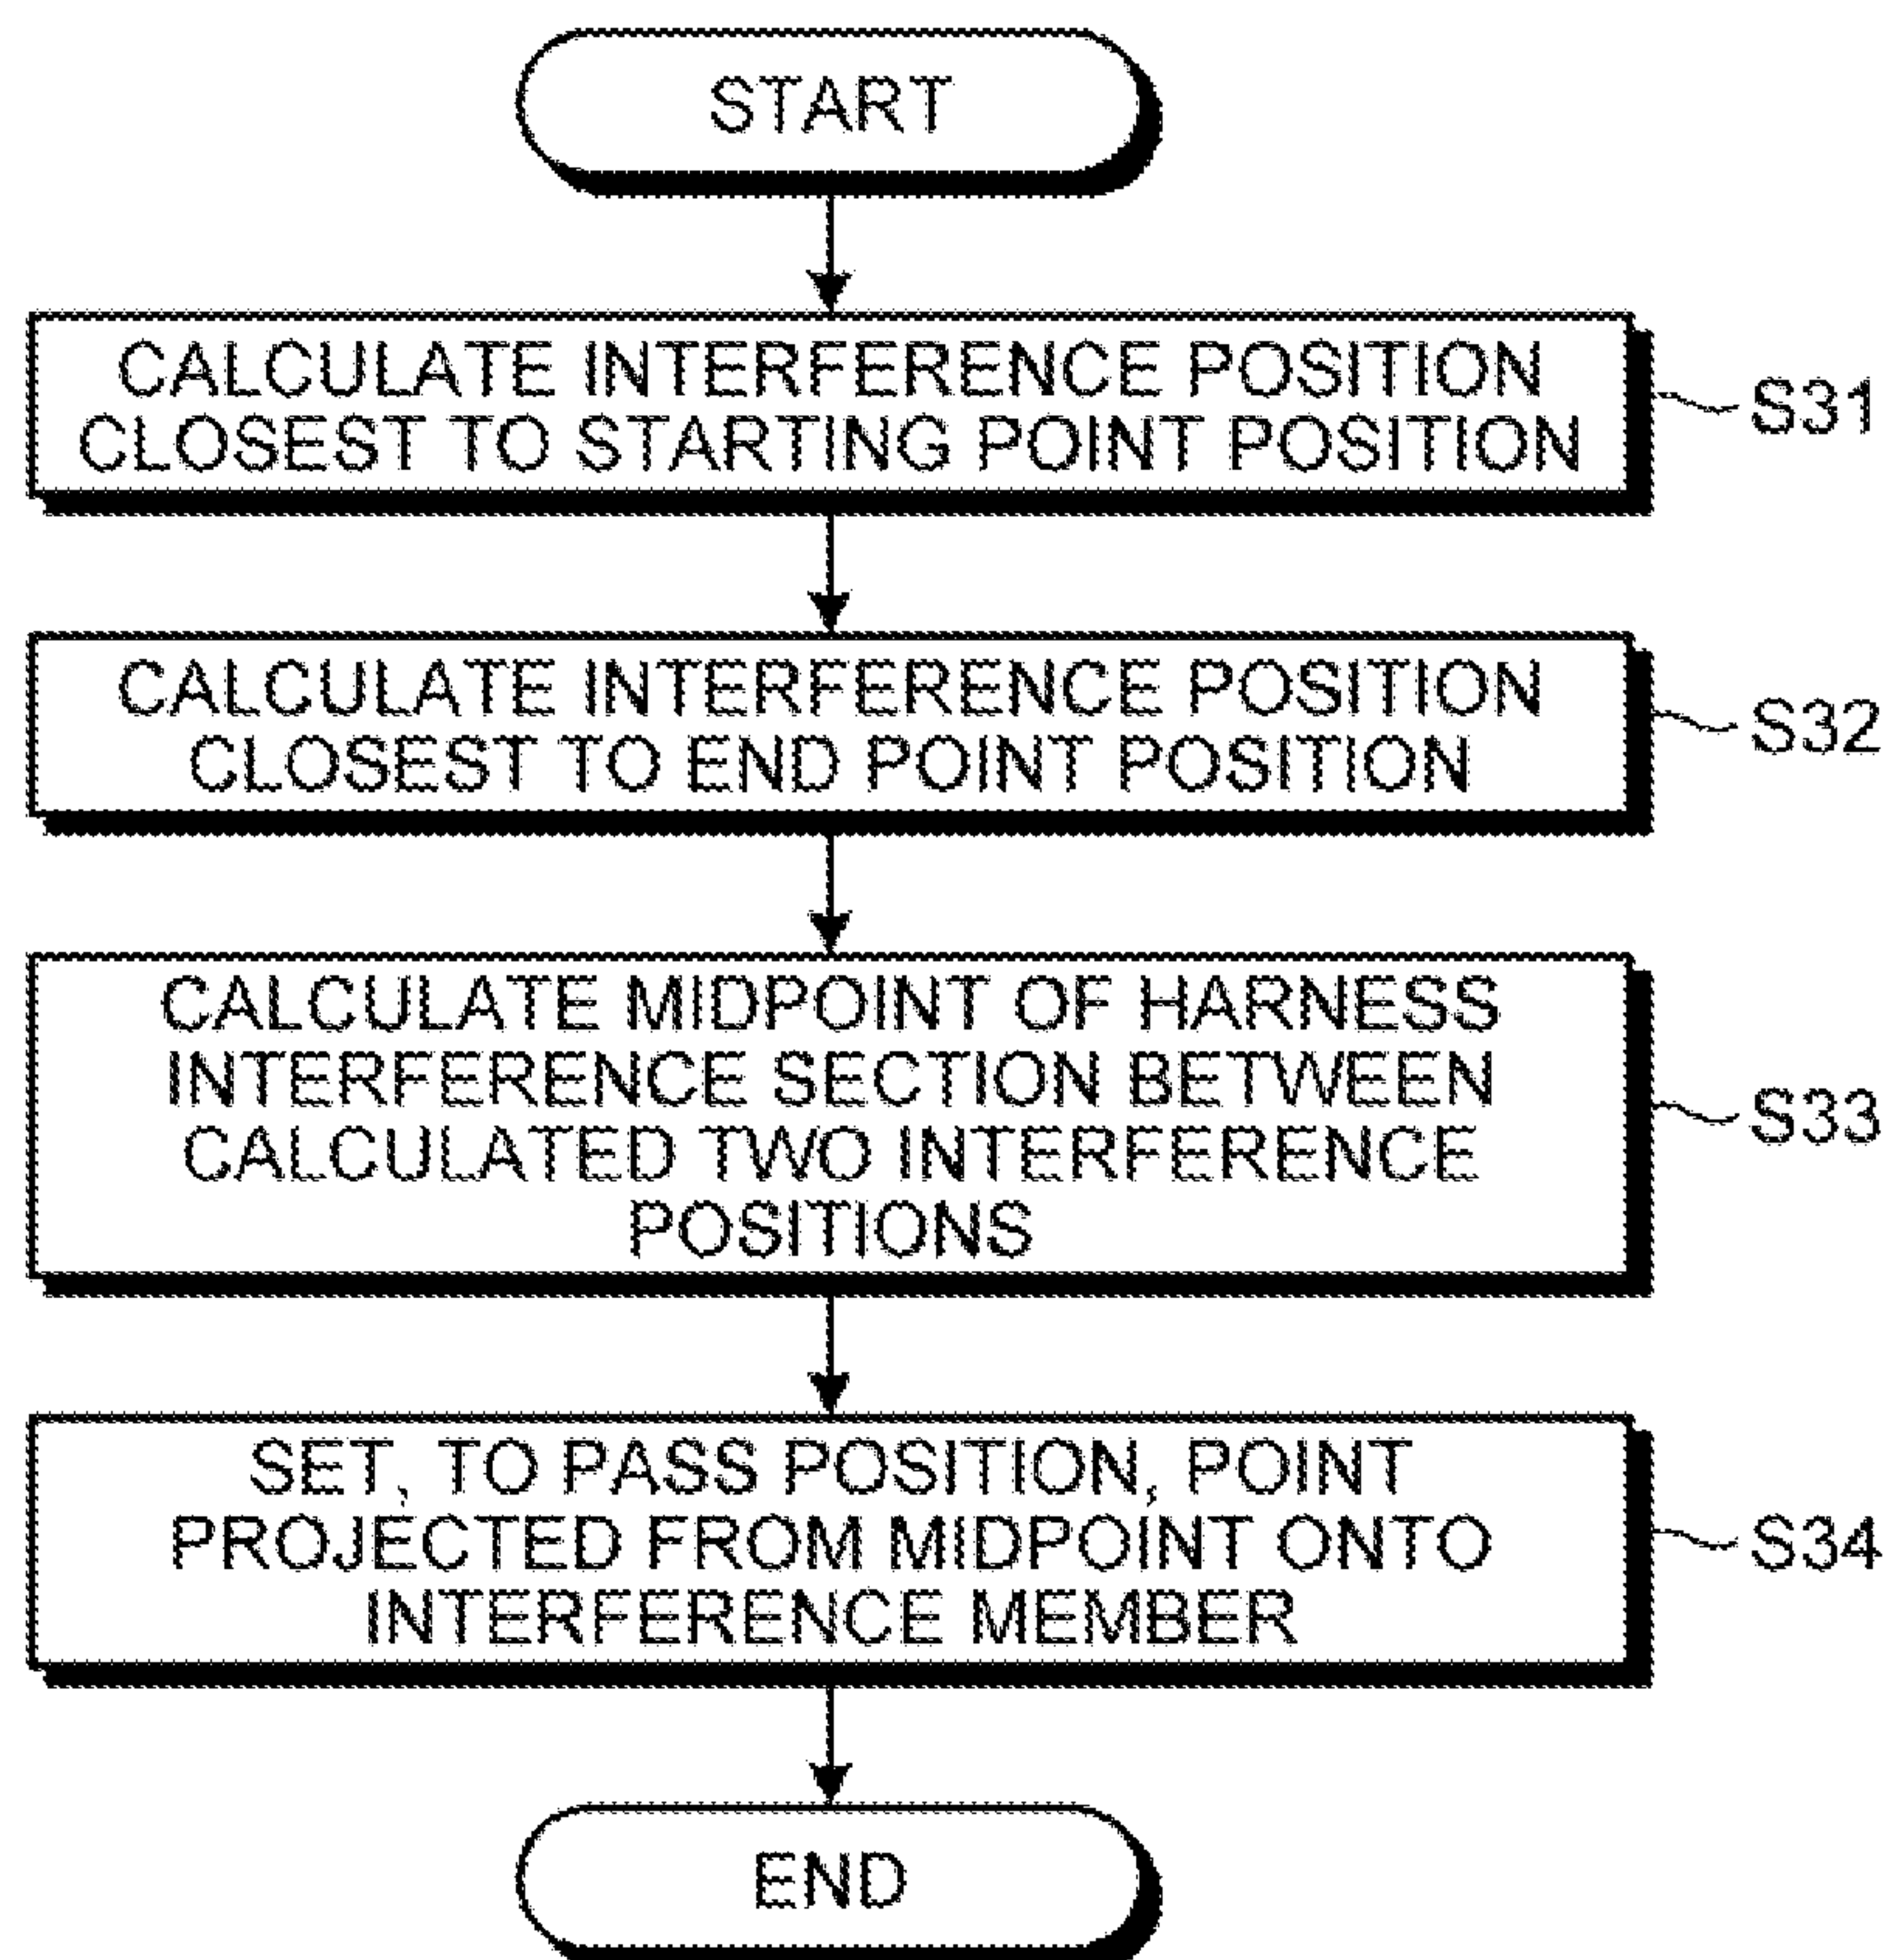 START
CALCULATE INTERFERENCE POSITION
CLOSEST TO STARTING POINT POSITION
S31
CALCULATE INTERFERENCE POSITION
CLOSEST TO END POINT POSITION
S32
CALCULATE MIDPOINT OF HARNESS
INTERFERENCE SECTION BETWEEN
CALCULATED TWO INTERFERENCE
POSITIONS
S33
SET, TO PASS POSITION, POINT
PROJECTED FROM MIDPOINT ONTO
INTERFERENCE MEMBER
S34
END